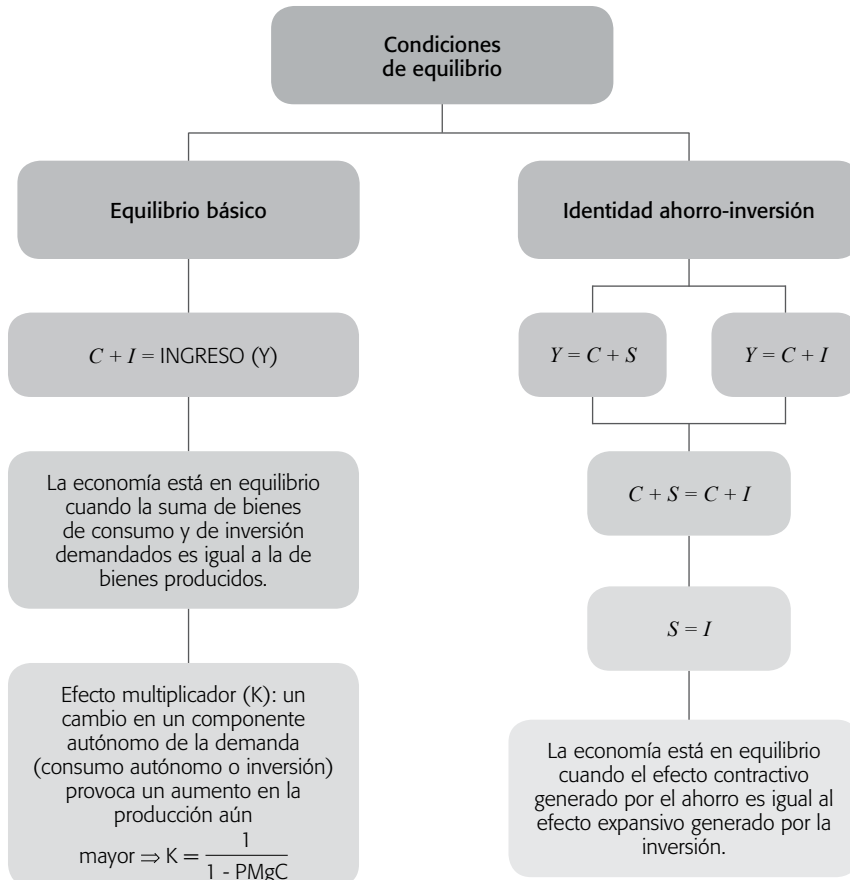 Condiciones
de equilibrio
Equilibrio básico
Identidad ahorro-inversión
C + I = INGRESO (Y)
Y = C + S
Y = C + I
La economía está en equilibrio
cuando la suma de bienes
de consumo y de inversión
demandados es igual a la de
bienes producidos.
C + S = C + I
S = I
Efecto multiplicador (K): un
cambio en un componente
autónomo de la demanda
(consumo autónomo o inversión)
provoca un aumento en la
producción aún
mayor ⇒ K = 1 / 1 - PMgC
La economía está en equilibrio
cuando el efecto contractivo
generado por el ahorro es igual al
efecto expansivo generado por la
inversión.